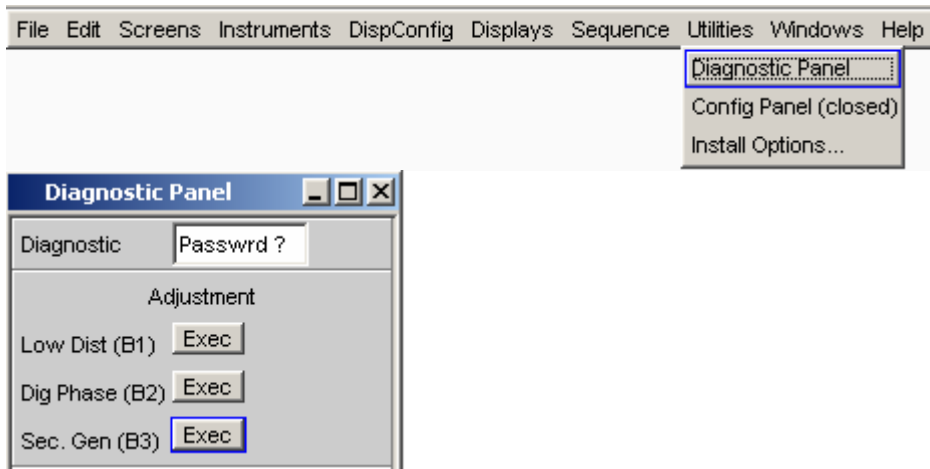 File Edit Screens Instruments DispConfig Displays Sequence Utilities Windows Help
Diagnostic Panel
Config Panel (closed)
Install Options...
Diagnostic Panel
Diagnostic Passwrd ?
Adjustment
Low Dist (B1) Exec
Dig Phase (B2) Exec
Sec. Gen (B3) Exec